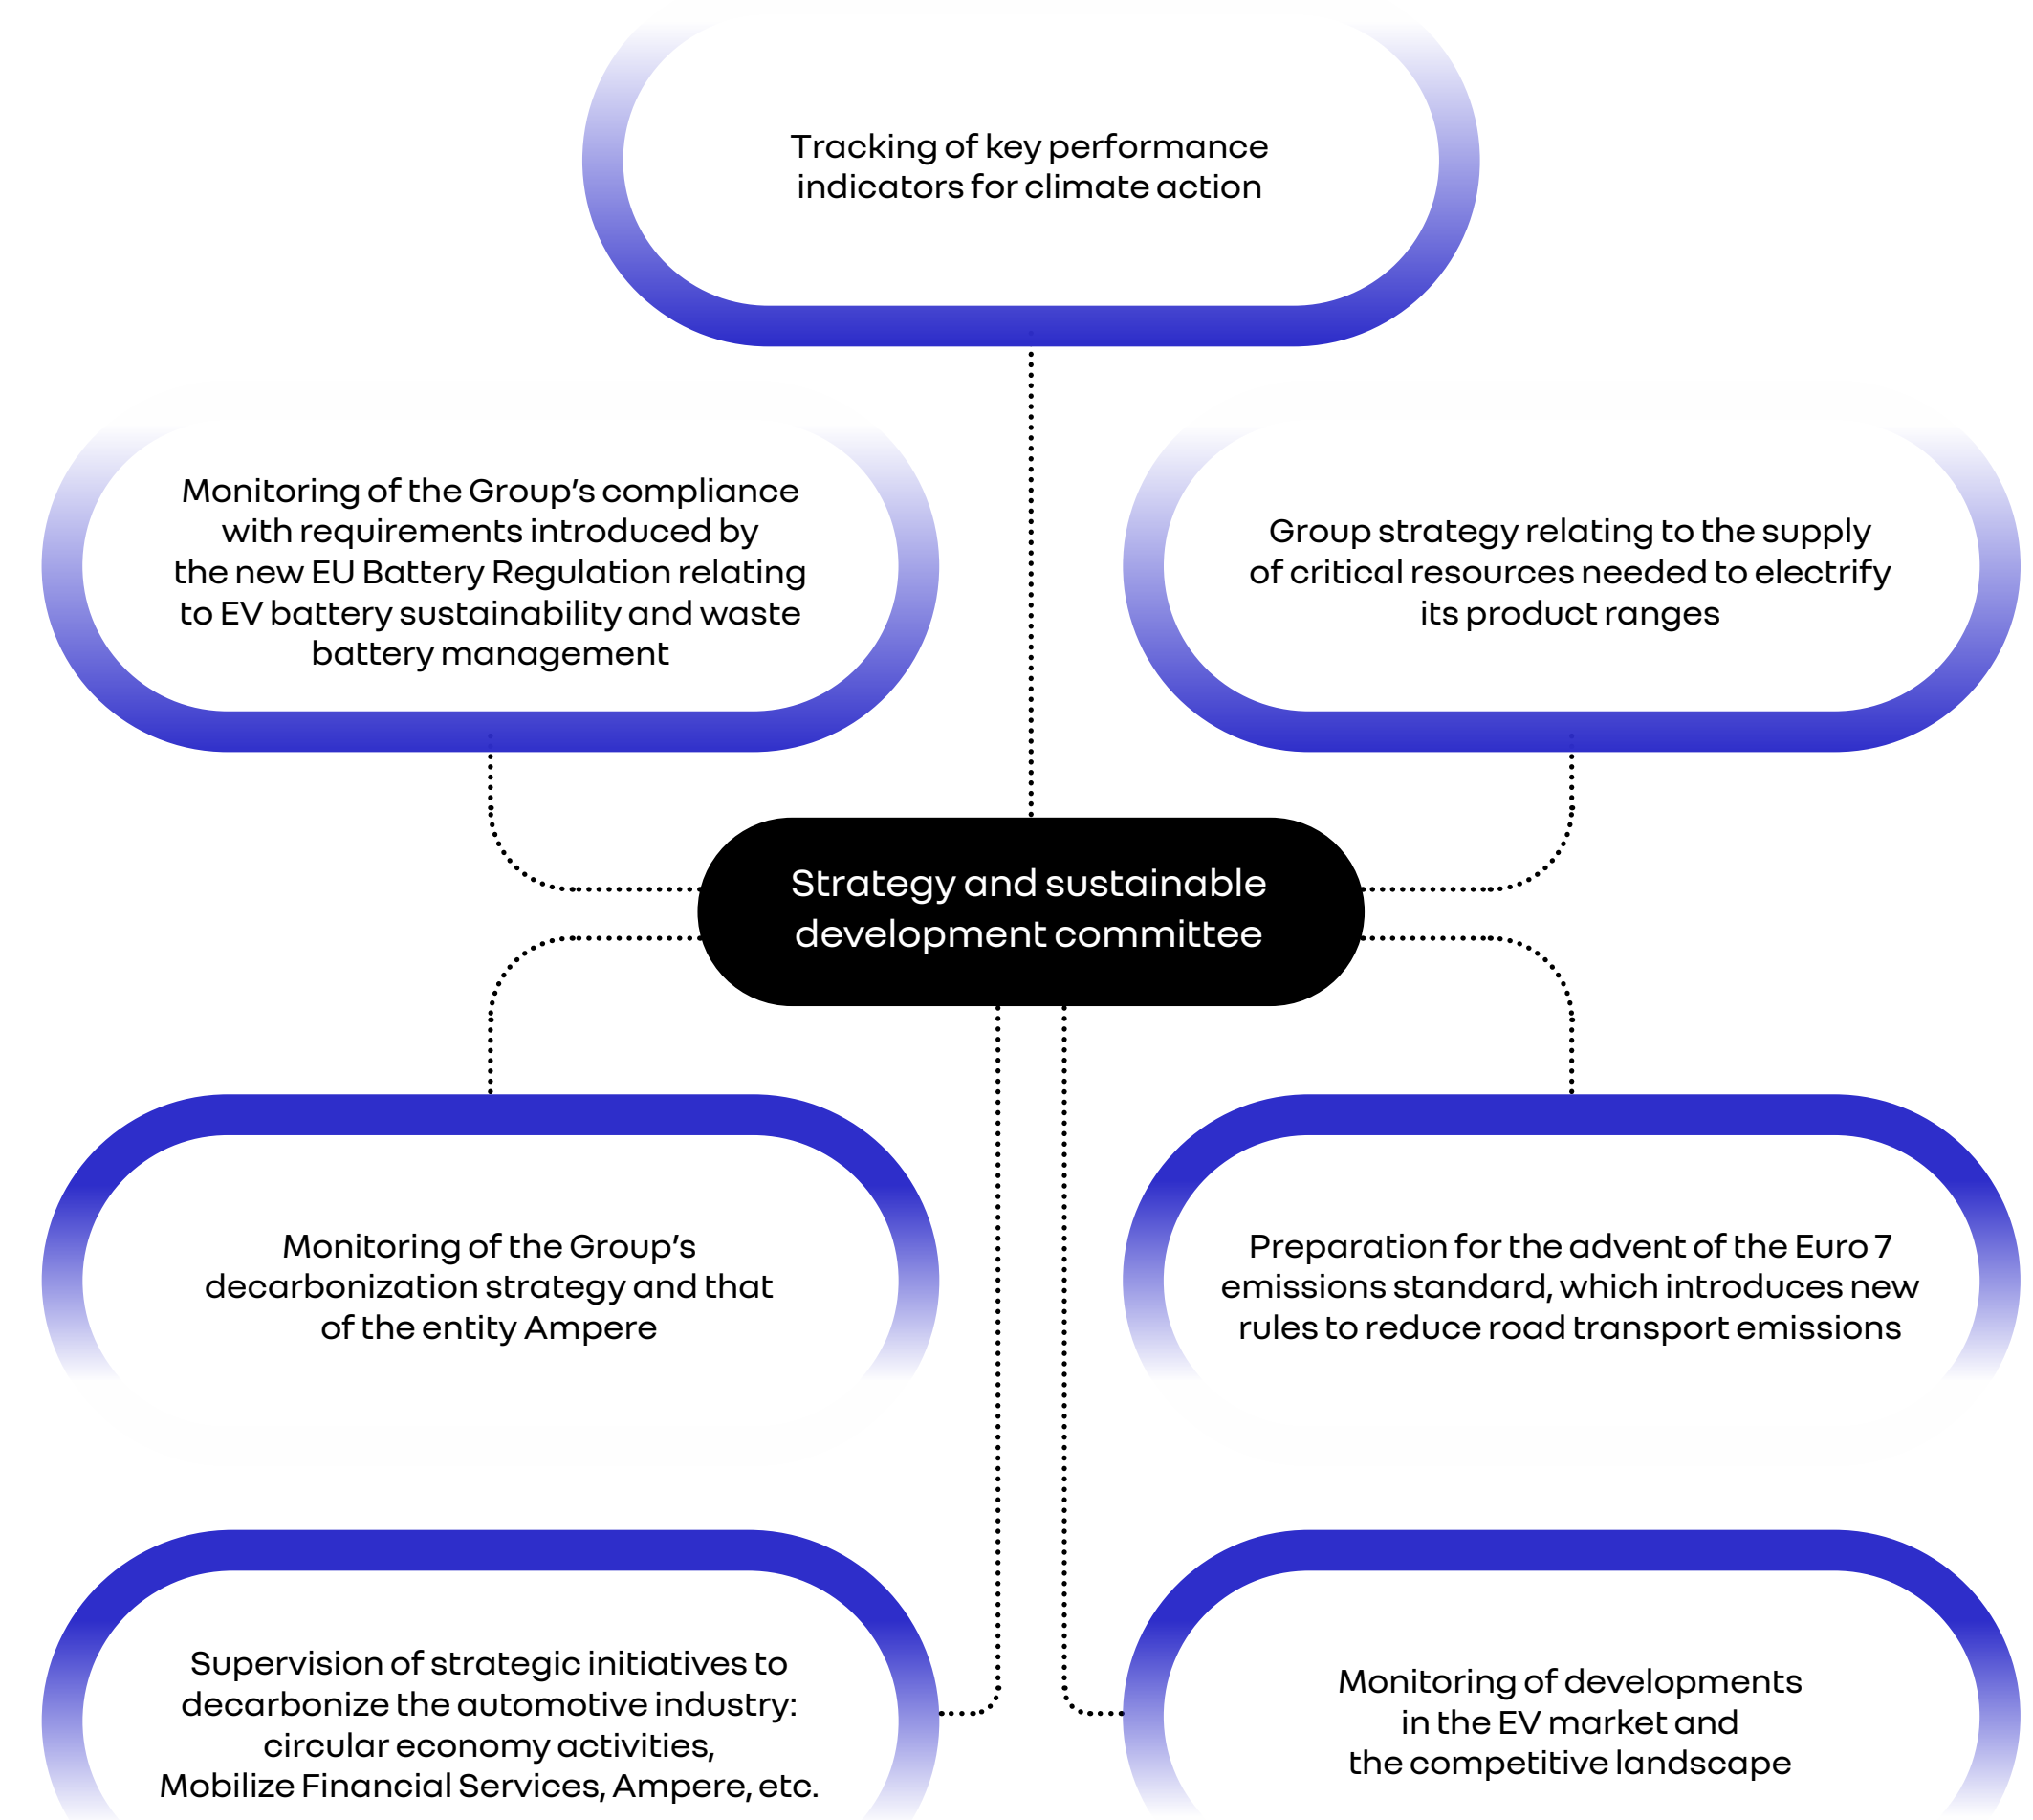 Tracking of key performance
indicators for climate action
Monitoring of the Group’s compliance
with requirements introduced by
the new EU Battery Regulation relating
to EV battery sustainability and waste
battery management
Group strategy relating to the supply
of critical resources needed to electrify
its product ranges
Strategy and sustainable
development committee
Monitoring of the Group’s
decarbonization strategy and that
of the entity Ampere
Preparation for the advent of the Euro 7
emissions standard, which introduces new
rules to reduce road transport emissions
Supervision of strategic initiatives to
decarbonize the automotive industry:
circular economy activities,
Mobilize Financial Services, Ampere, etc.
Monitoring of developments
in the EV market and
the competitive landscape